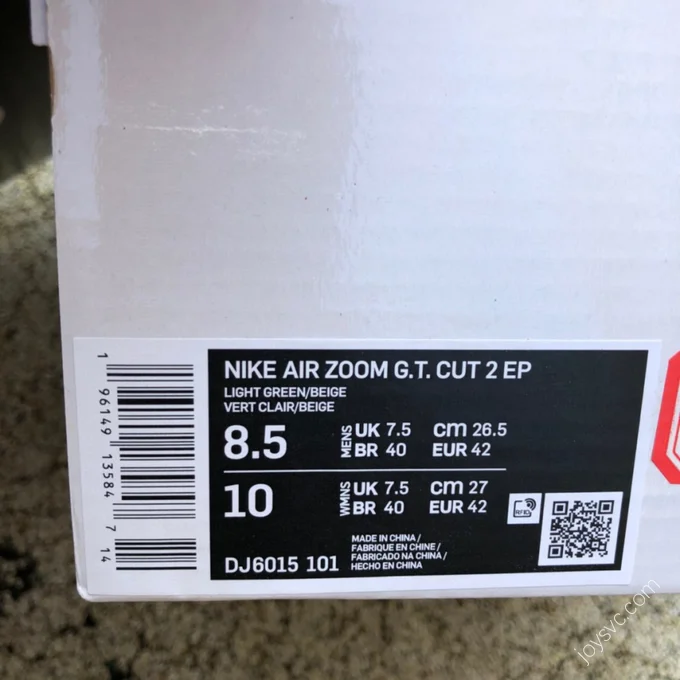 NIKE AIR ZOOM G.T. CUT 2 EP
LIGHT GREEN/BEIGE
VERT CLAIR/BEIGE
8.5 MENS UK 7.5 CM 26.5
BR 40 EUR 42
10 WMNS UK 7.5 CM 27
BR 40 EUR 42
RFID
MADE IN CHINA /
FABRIQUE EN CHINE /
FABRICADO NA CHINA /
HECHO EN CHINA
DJ6015 101
1 96149 13584 7 14
joysvc.com